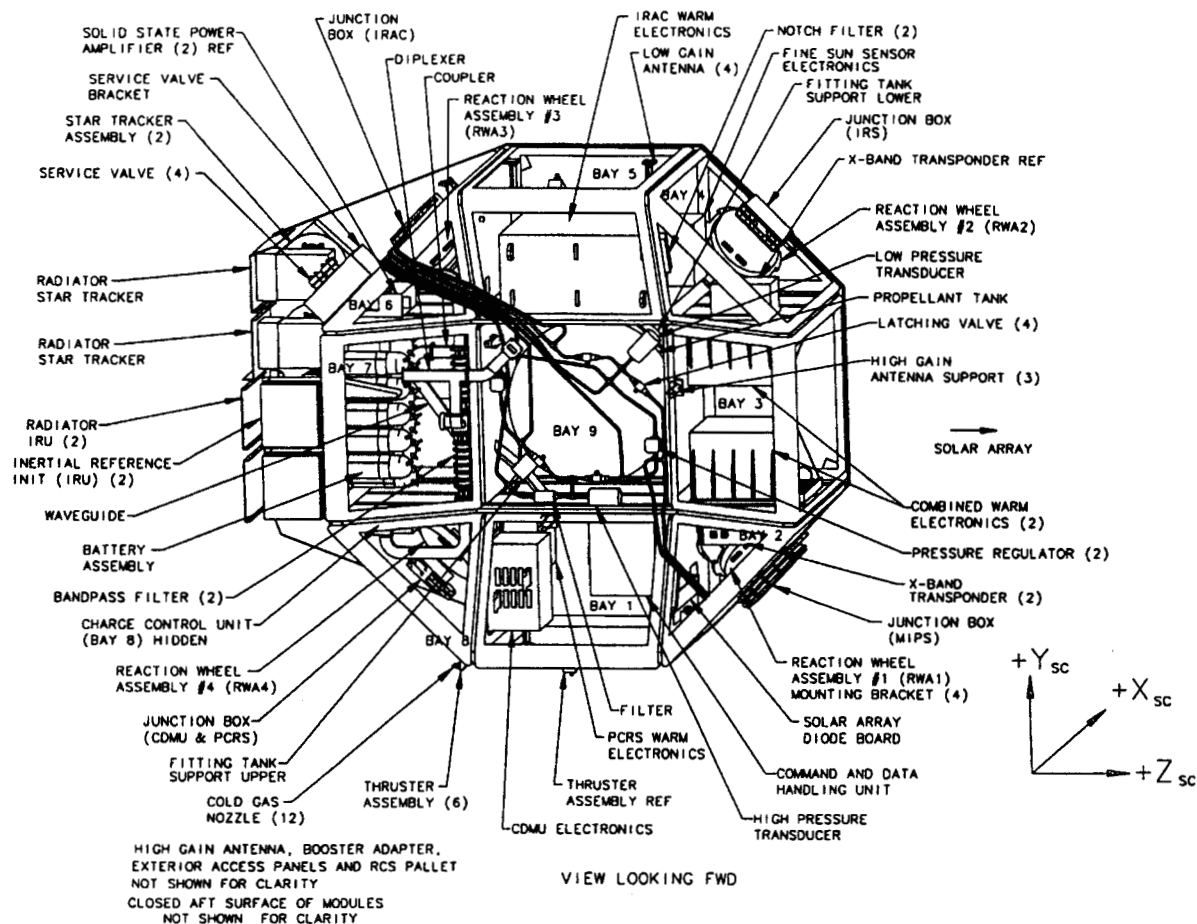 SOLID STATE POWER
AMPLIFIER (2) REF
SERVICE VALVE
BRACKET
STAR TRACKER
ASSEMBLY (2)
SERVICE VALVE (4)
RADIATOR
STAR TRACKER
RADIATOR
STAR TRACKER
RADIATOR
IRU (2)
INERTIAL REFERENCE
INIT (IRU) (2)
WAVEGUIDE
BATTERY
ASSEMBLY
BANDPASS FILTER (2)
CHARGE CONTROL UNIT
(BAY 8) HIDDEN
REACTION WHEEL
ASSEMBLY #4 (RWA4)
JUNCTION BOX
(CDMU & PCRS)
FITTING TANK
SUPPORT UPPER
COLD GAS
NOZZLE (12)
JUNCTION
BOX (IRAC)
DIPLEXER
COUPLER
REACTION WHEEL
ASSEMBLY #3
(RWA3)
IRAC WARM
ELECTRONICS
LOW GAIN
ANTENNA (4)
NOTCH FILTER (2)
FINE SUN SENSOR
ELECTRONICS
FITTING TANK
SUPPORT LOWER
JUNCTION BOX
(IRS)
X-BAND TRANSPONDER REF
REACTION WHEEL
ASSEMBLY #2 (RWA2)
LOW PRESSURE
TRANSDUCER
PROPELLANT TANK
LATCHING VALVE (4)
HIGH GAIN
ANTENNA SUPPORT (3)
SOLAR ARRAY
COMBINED WARM
ELECTRONICS (2)
PRESSURE REGULATOR (2)
X-BAND
TRANSPONDER (2)
JUNCTION BOX
(MIPS)
REACTION WHEEL
ASSEMBLY #1 (RWA1)
MOUNTING BRACKET (4)
SOLAR ARRAY
DIODE BOARD
COMMAND AND DATA
HANDLING UNIT
HIGH PRESSURE
TRANSDUCER
BAY 5
BAY 4
BAY 6
BAY 7
BAY 3
BAY 9
BAY 2
BAY 1
BAY 8
FILTER
PCRS WARM
ELECTRONICS
THRUSTER
ASSEMBLY (6)
THRUSTER
ASSEMBLY REF
CDMU ELECTRONICS
+Y SC
+X SC
+Z SC
HIGH GAIN ANTENNA, BOOSTER ADAPTER,
EXTERIOR ACCESS PANELS AND RCS PALLET
NOT SHOWN FOR CLARITY
CLOSED AFT SURFACE OF MODULES
NOT SHOWN FOR CLARITY
VIEW LOOKING FWD